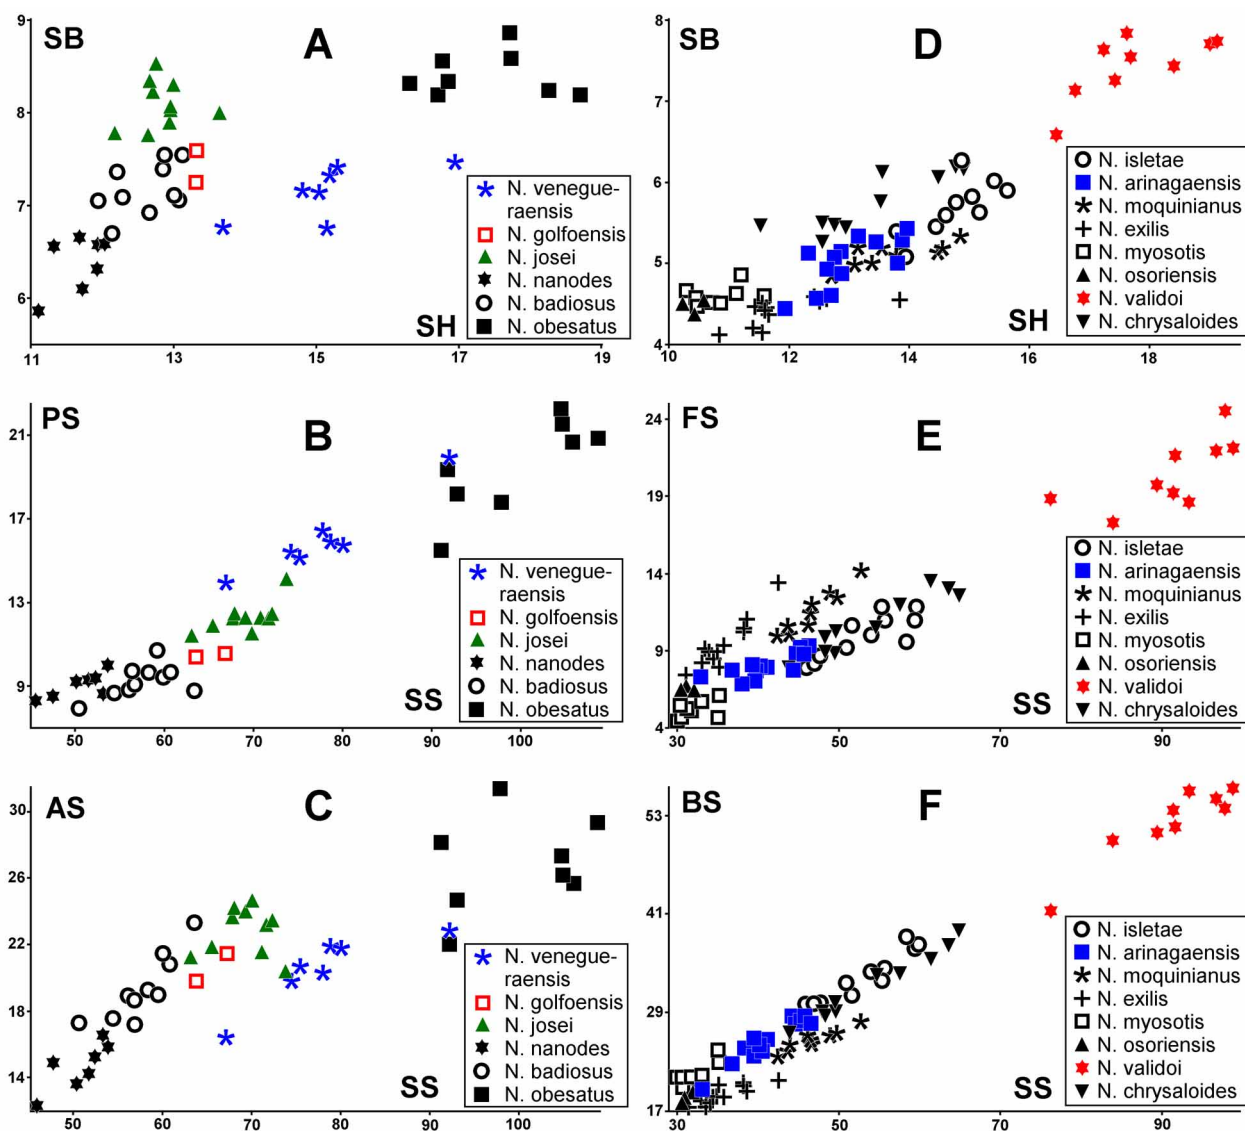 SB
A
9
8
7
6
SH
11
13
15
17
19
N. venegue-
raensis
N. golfoensis
N. josei
N. nanodes
N. badiosus
N. obesatus
SB
D
8
7
6
5
4
SH
10
12
14
16
18
N. isletae
N. arinagaensis
N. moquinianus
N. exilis
N. myosotis
N. osoriensis
N. validoi
N. chrysaloides
PS
B
21
17
13
9
SS
50
60
70
80
90
100
N. venegue-
raensis
N. golfoensis
N. josei
N. nanodes
N. badiosus
N. obesatus
FS
E
24
19
14
9
4
SS
30
50
70
90
N. isletae
N. arinagaensis
N. moquinianus
N. exilis
N. myosotis
N. osoriensis
N. validoi
N. chrysaloides
AS
C
30
26
22
18
14
SS
50
60
70
80
90
100
N. venegue-
raensis
N. golfoensis
N. josei
N. nanodes
N. badiosus
N. obesatus
BS
F
53
41
29
17
SS
30
50
70
90
N. isletae
N. arinagaensis
N. moquinianus
N. exilis
N. myosotis
N. osoriensis
N. validoi
N. chrysaloides